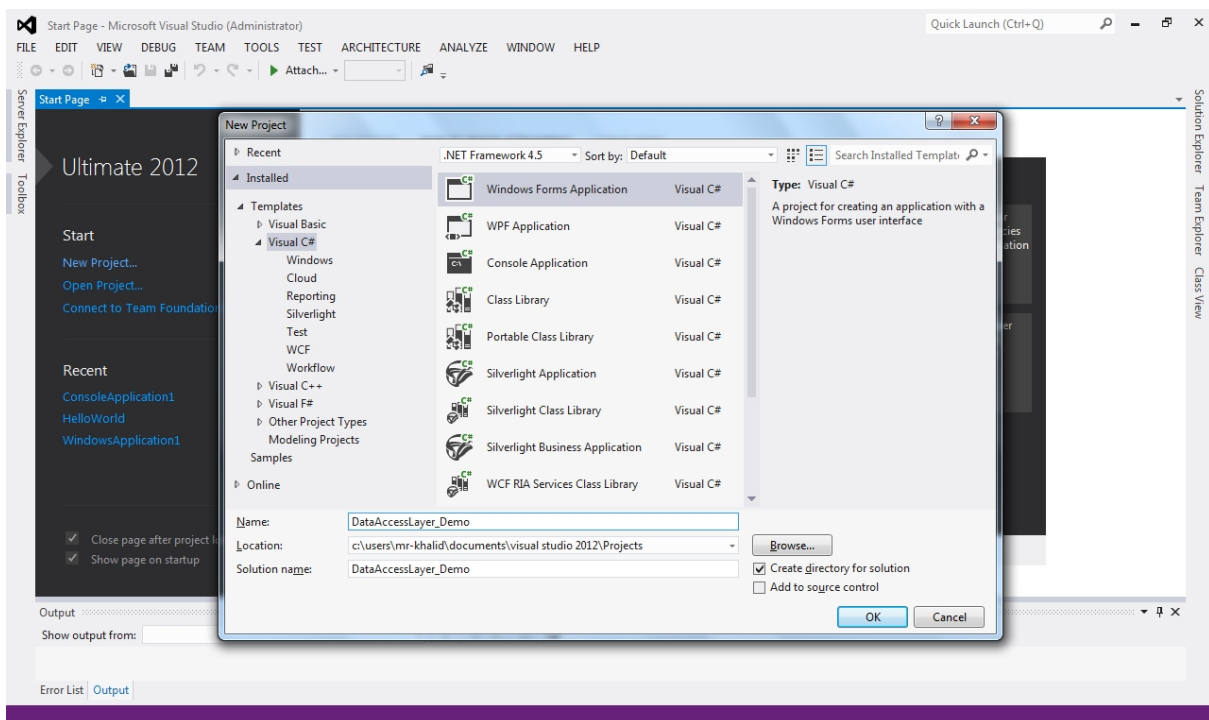 Start Page - Microsoft Visual Studio (Administrator)
Quick Launch (Ctrl+Q)
FILE EDIT VIEW DEBUG TEAM TOOLS TEST ARCHITECTURE ANALYZE WINDOW HELP
Attach...
Server Explorer
Toolbox
Start Page
Ultimate 2012
Start
New Project...
Open Project...
Connect to Team Foundation
Recent
ConsoleApplication1
HelloWorld
WindowsApplication1
Close page after project
Show page on startup
New Project
Recent
Installed
Templates
Visual Basic
Visual C#
Windows
Cloud
Reporting
Silverlight
Test
WCF
Workflow
Visual C++
Visual F#
Other Project Types
Modeling Projects
Samples
Online
.NET Framework 4.5 Sort by: Default
Search Installed Templat
Windows Forms Application Visual C#
WPF Application Visual C#
Console Application Visual C#
Class Library Visual C#
Portable Class Library Visual C#
Silverlight Application Visual C#
Silverlight Class Library Visual C#
Silverlight Business Application Visual C#
WCF RIA Services Class Library Visual C#
Type: Visual C#
A project for creating an application with a
Windows Forms user interface
Name: DataAccessLayer_Demo
Location: c:\users\mr-khalid\documents\visual studio 2012\Projects
Browse...
Solution name: DataAccessLayer_Demo
Create directory for solution
Add to source control
OK Cancel
Solution Explorer
Team Explorer
Class View
Output
Show output from:
Error List Output